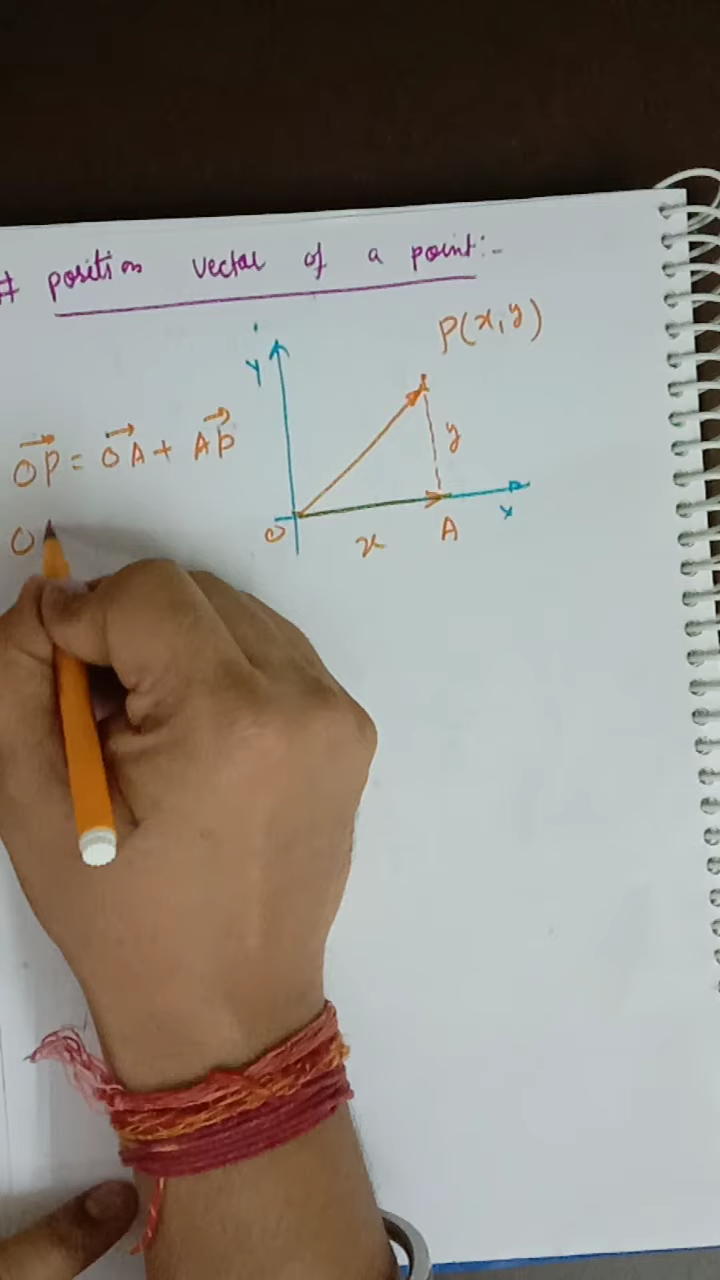 # position vector of a point:-
P(x,y)
Y
OP = OA + AP
y
O
x
A
X
O